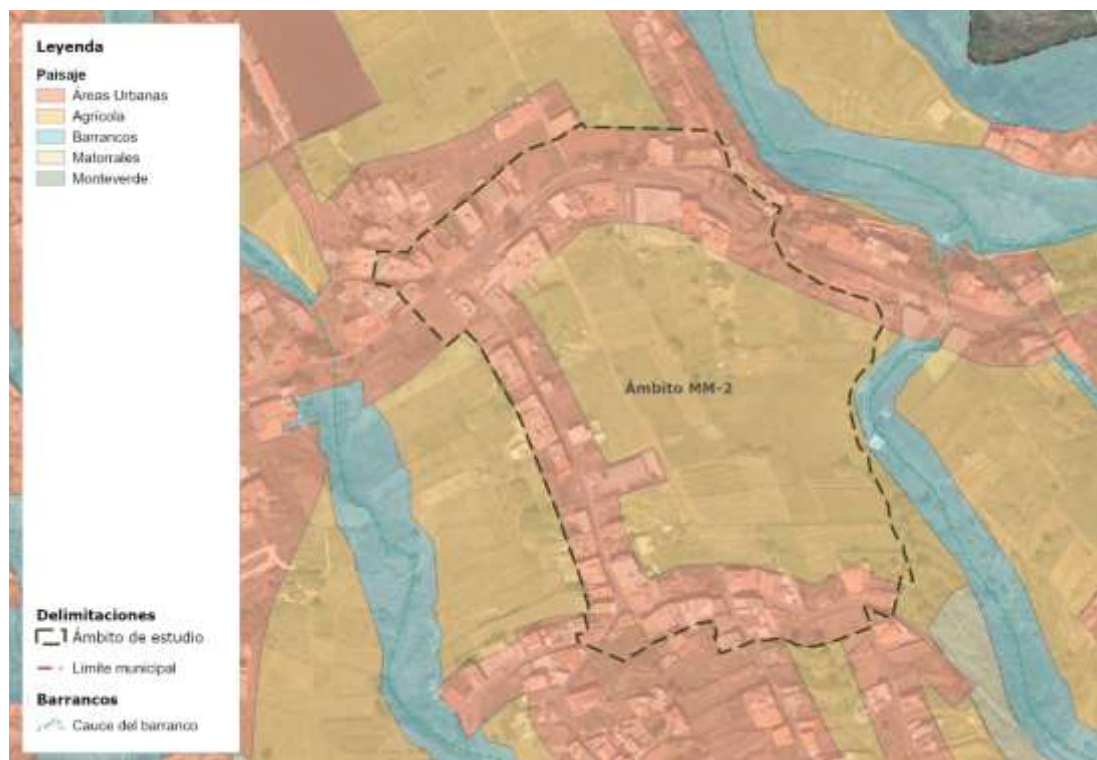 Leyenda
Paisaje
Áreas Urbanas
Agrícola
Barrancos
Matorrales
Monteverde
Ámbito MM-2
Delimitaciones
Ámbito de estudio
Limite municipal
Barrancos
Cauce del barranco